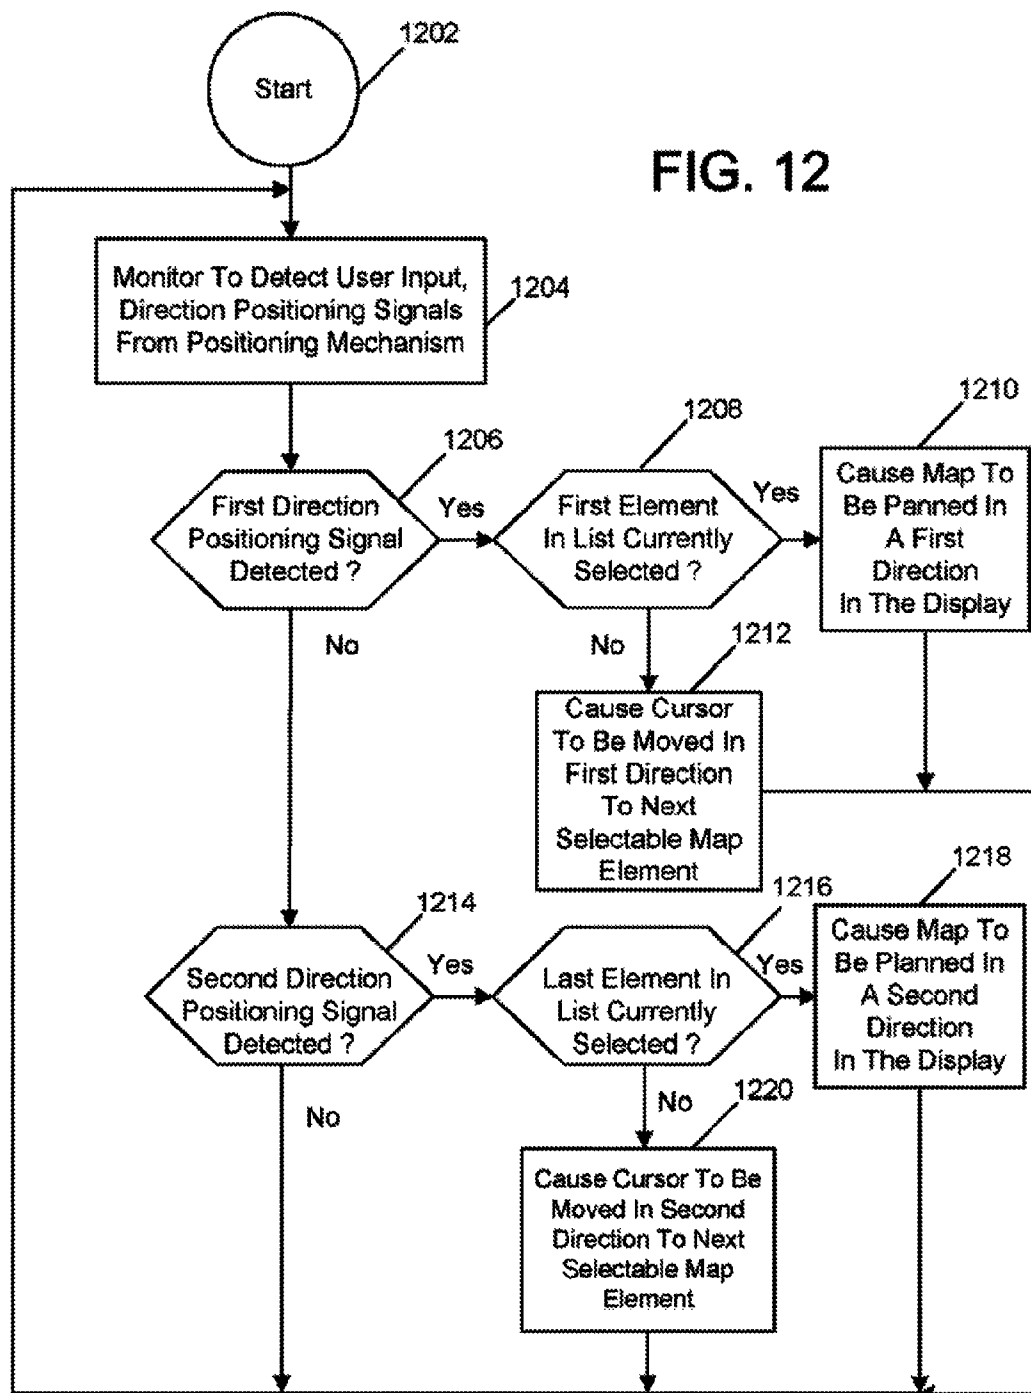 1202
Start
FIG. 12
Monitor To Detect User Input,
Direction Positioning Signals
From Positioning Mechanism
1204
1206
First Direction
Positioning Signal
Detected ?
Yes
No
1208
First Element
In List Currently
Selected ?
Yes
No
1210
Cause Map To
Be Panned In
A First
Direction
In The Display
1212
Cause Cursor
To Be Moved In
First Direction
To Next
Selectable Map
Element
1214
Second Direction
Positioning Signal
Detected ?
Yes
No
1216
Last Element In
List Currently
Selected ?
Yes
No
1218
Cause Map To
Be Planned In
A Second
Direction
In The Display
1220
Cause Cursor To Be
Moved In Second
Direction To Next
Selectable Map
Element